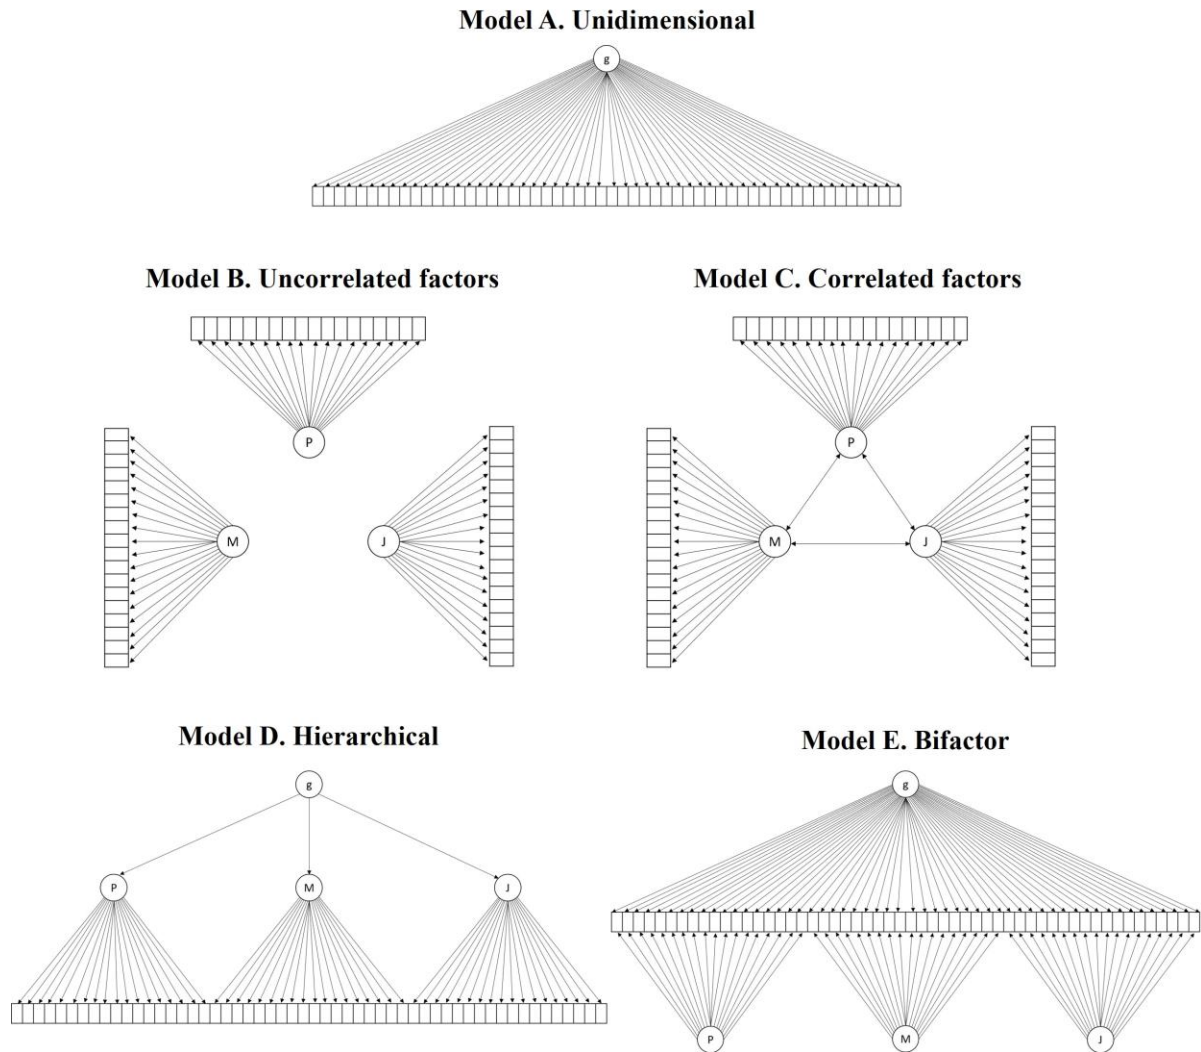 Model A. Unidimensional
g
Model B. Uncorrelated factors
Model C. Correlated factors
P
P
M
J
M
J
Model D. Hierarchical
Model E. Bifactor
g
g
P
M
J
P
M
J